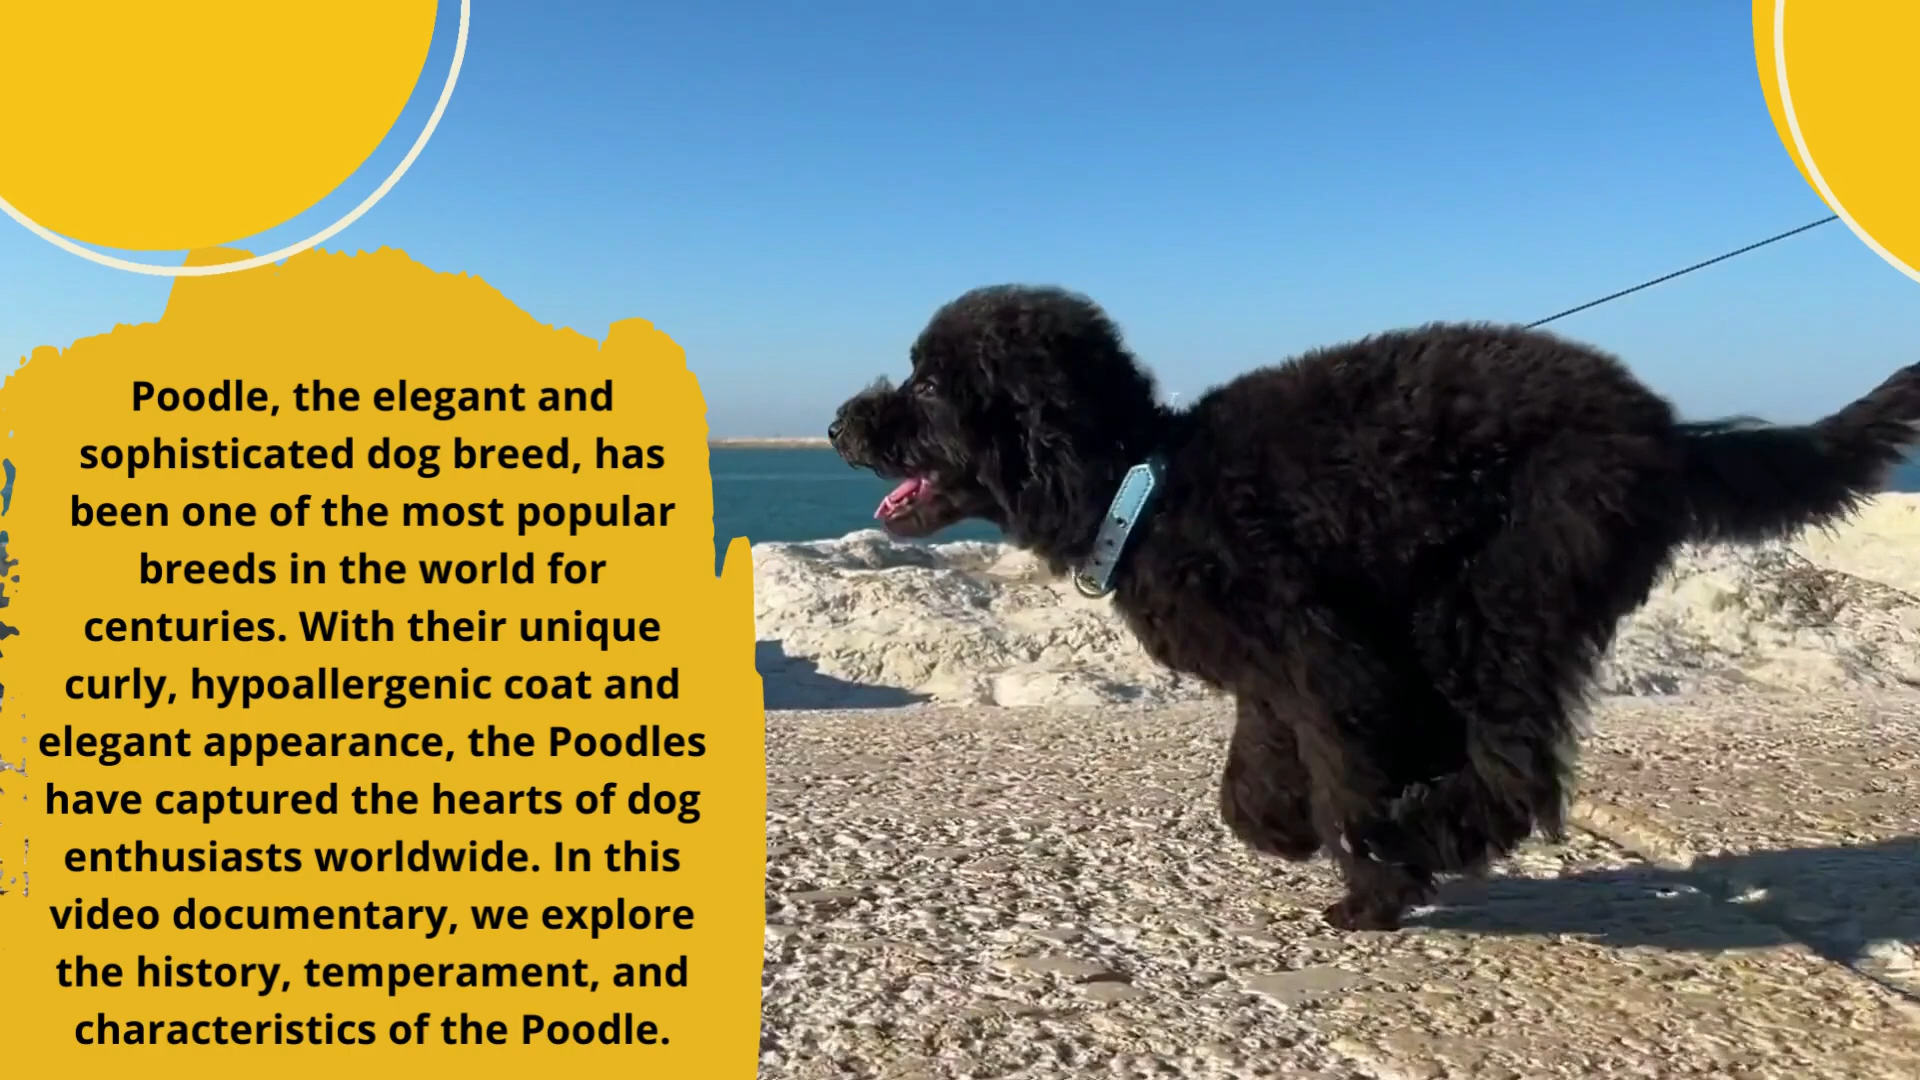 Poodle, the elegant and
sophisticated dog breed, has
been one of the most popular
breeds in the world for
centuries. With their unique
curly, hypoallergenic coat and
elegant appearance, the Poodles
have captured the hearts of dog
enthusiasts worldwide. In this
video documentary, we explore
the history, temperament, and
characteristics of the Poodle.